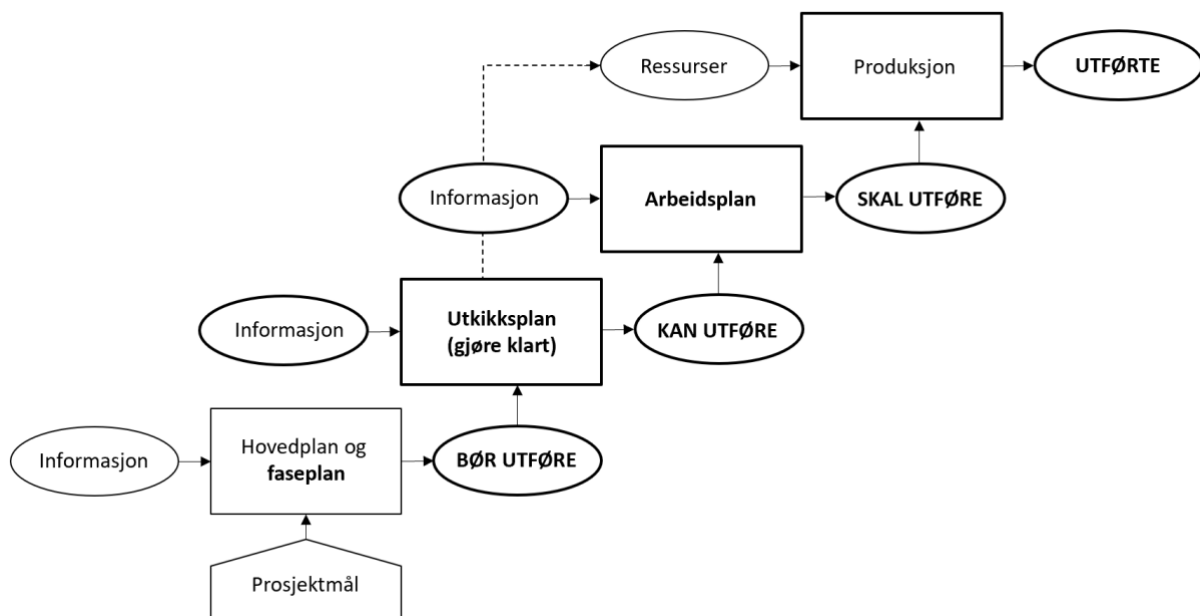 Ressurser
Produksjon
UTFØRTE
Informasjon
Arbeidsplan
SKAL UTFØRE
Informasjon
Utkikksplan
(gjøre klart)
KAN UTFØRE
Informasjon
Hovedplan og
faseplan
BØR UTFØRE
Prosjektmål